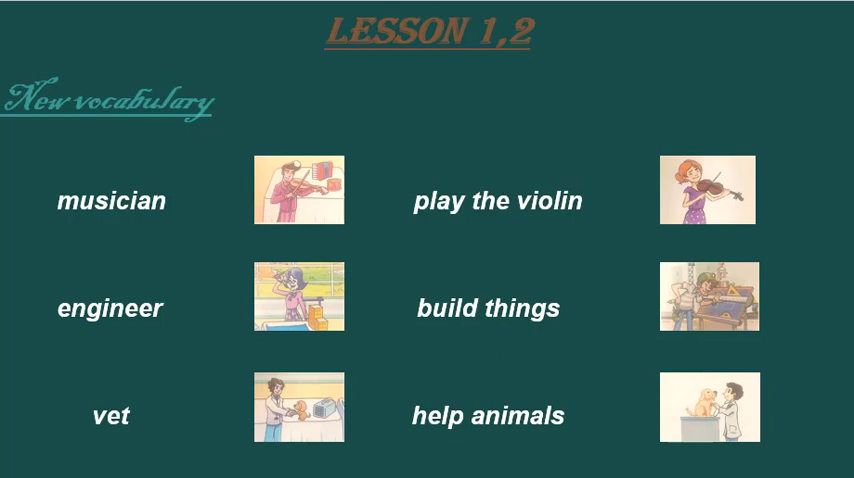 LESSON 1,2
New vocabulary
musician play the violin
engineer build things
vet help animals